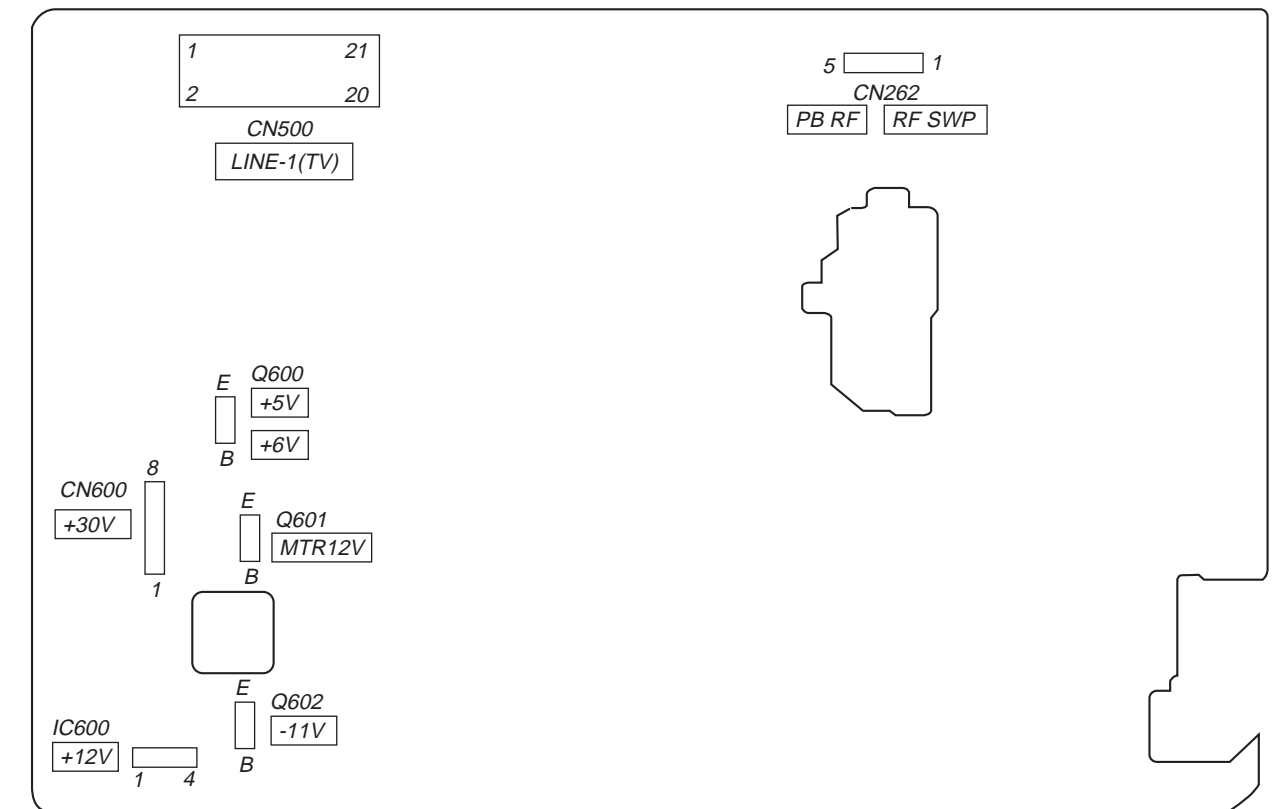 1 21
2 20
CN500
LINE-1(TV)
5 1
CN262
PB RF RF SWP
E Q600
+5V
+6V
B
8
CN600
+30V
1
E
Q601
MTR12V
B
E
Q602
-11V
B
IC600
+12V
1 4